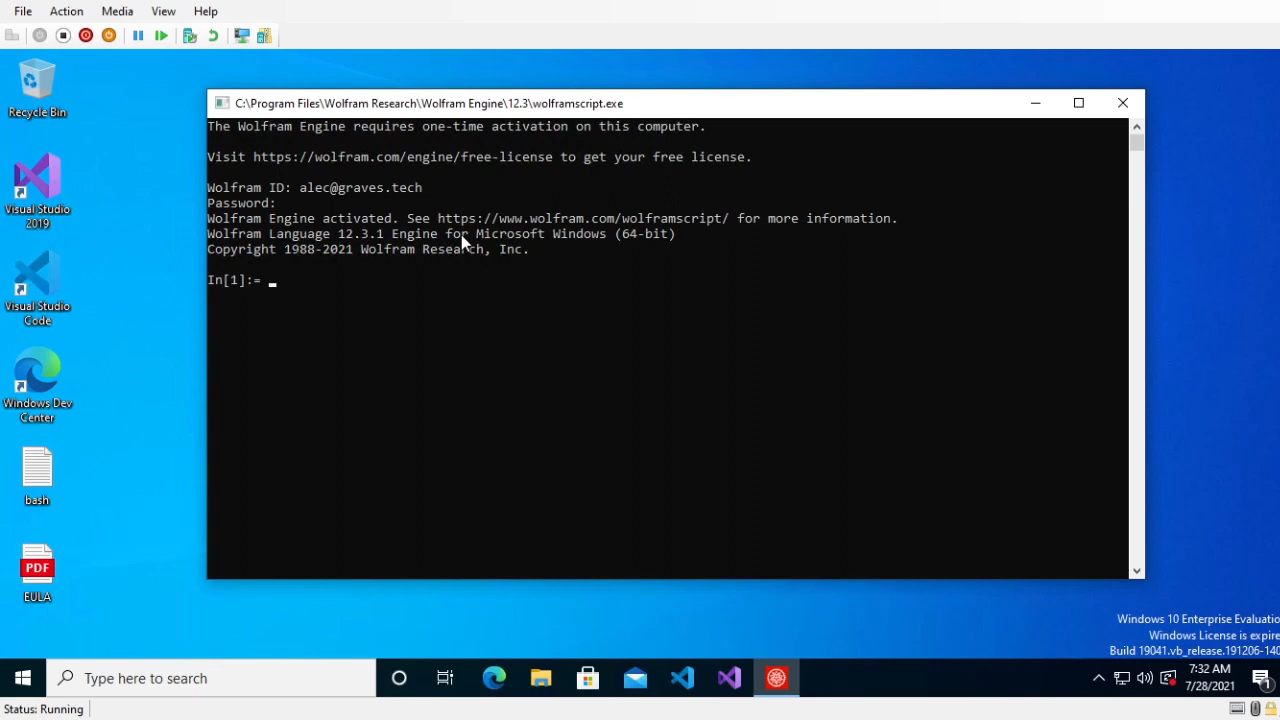 File Action Media View Help
Recycle Bin
Visual Studio
2019
Visual Studio
Code
Windows Dev
Center
bash
PDF
EULA
C:\Program Files\Wolfram Research\Wolfram Engine\12.3\wolframscript.exe
The Wolfram Engine requires one-time activation on this computer.
Visit https://wolfram.com/engine/free-license to get your free license.
Wolfram ID: alec@graves.tech
Password:
Wolfram Engine activated. See https://www.wolfram.com/wolframscript/ for more information.
Wolfram Language 12.3.1 Engine for Microsoft Windows (64-bit)
Copyright 1988-2021 Wolfram Research, Inc.
In[1]:= _
Windows 10 Enterprise Evaluatio
Windows License is expire
Build 19041.vb_release.191206-140
Type here to search
7:32 AM
7/28/2021
1
Status: Running